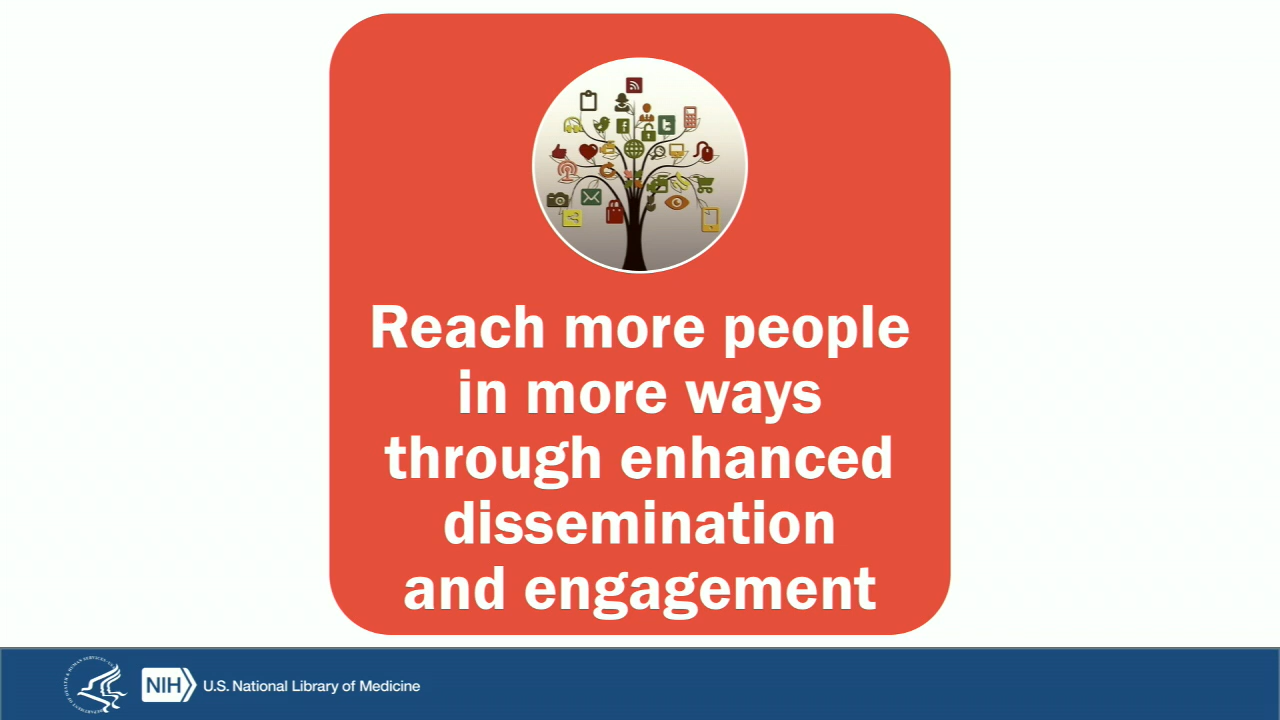 Reach more people
in more ways
through enhanced
dissemination
and engagement
NIH U.S. National Library of Medicine